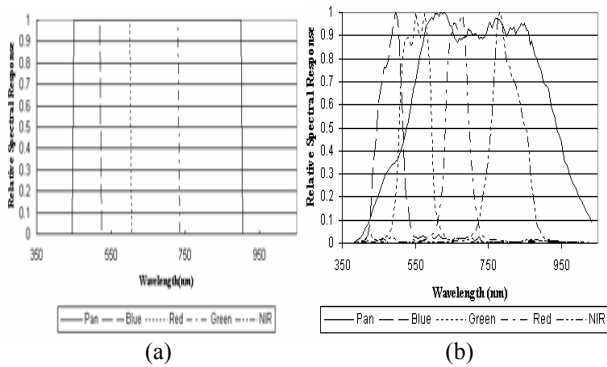 1
0.9
0.8
0.7
0.6
0.5
0.4
0.3
0.2
0.1
0
Relative Spectral Response
350 550 750 950
Wavelength(nm)
Pan Blue Red Green NIR
(a)
1
0.9
0.8
0.7
0.6
0.5
0.4
0.3
0.2
0.1
0
Relative Spectral Response
350 450 550 650 750 850 950
Wavelength (nm)
Pan Blue Green Red NIR
(b)